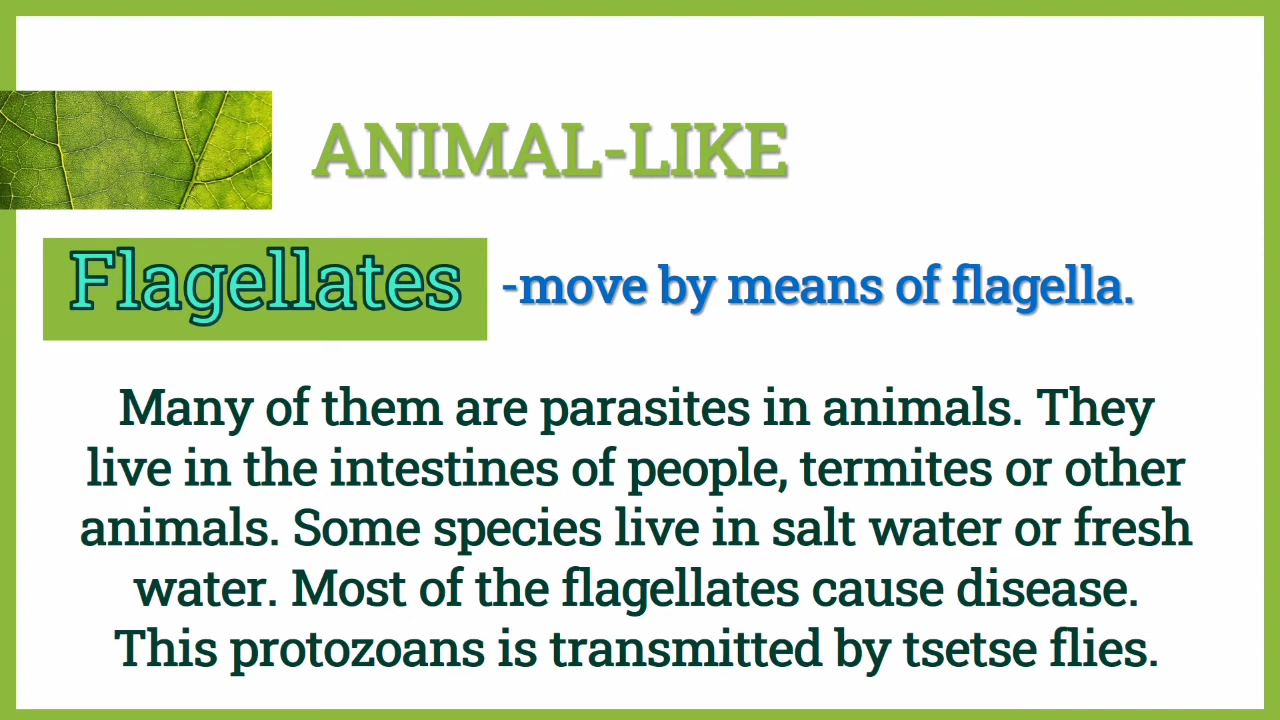 ANIMAL-LIKE
Flagellates -move by means of flagella.
Many of them are parasites in animals. They
live in the intestines of people, termites or other
animals. Some species live in salt water or fresh
water. Most of the flagellates cause disease.
This protozoans is transmitted by tsetse flies.